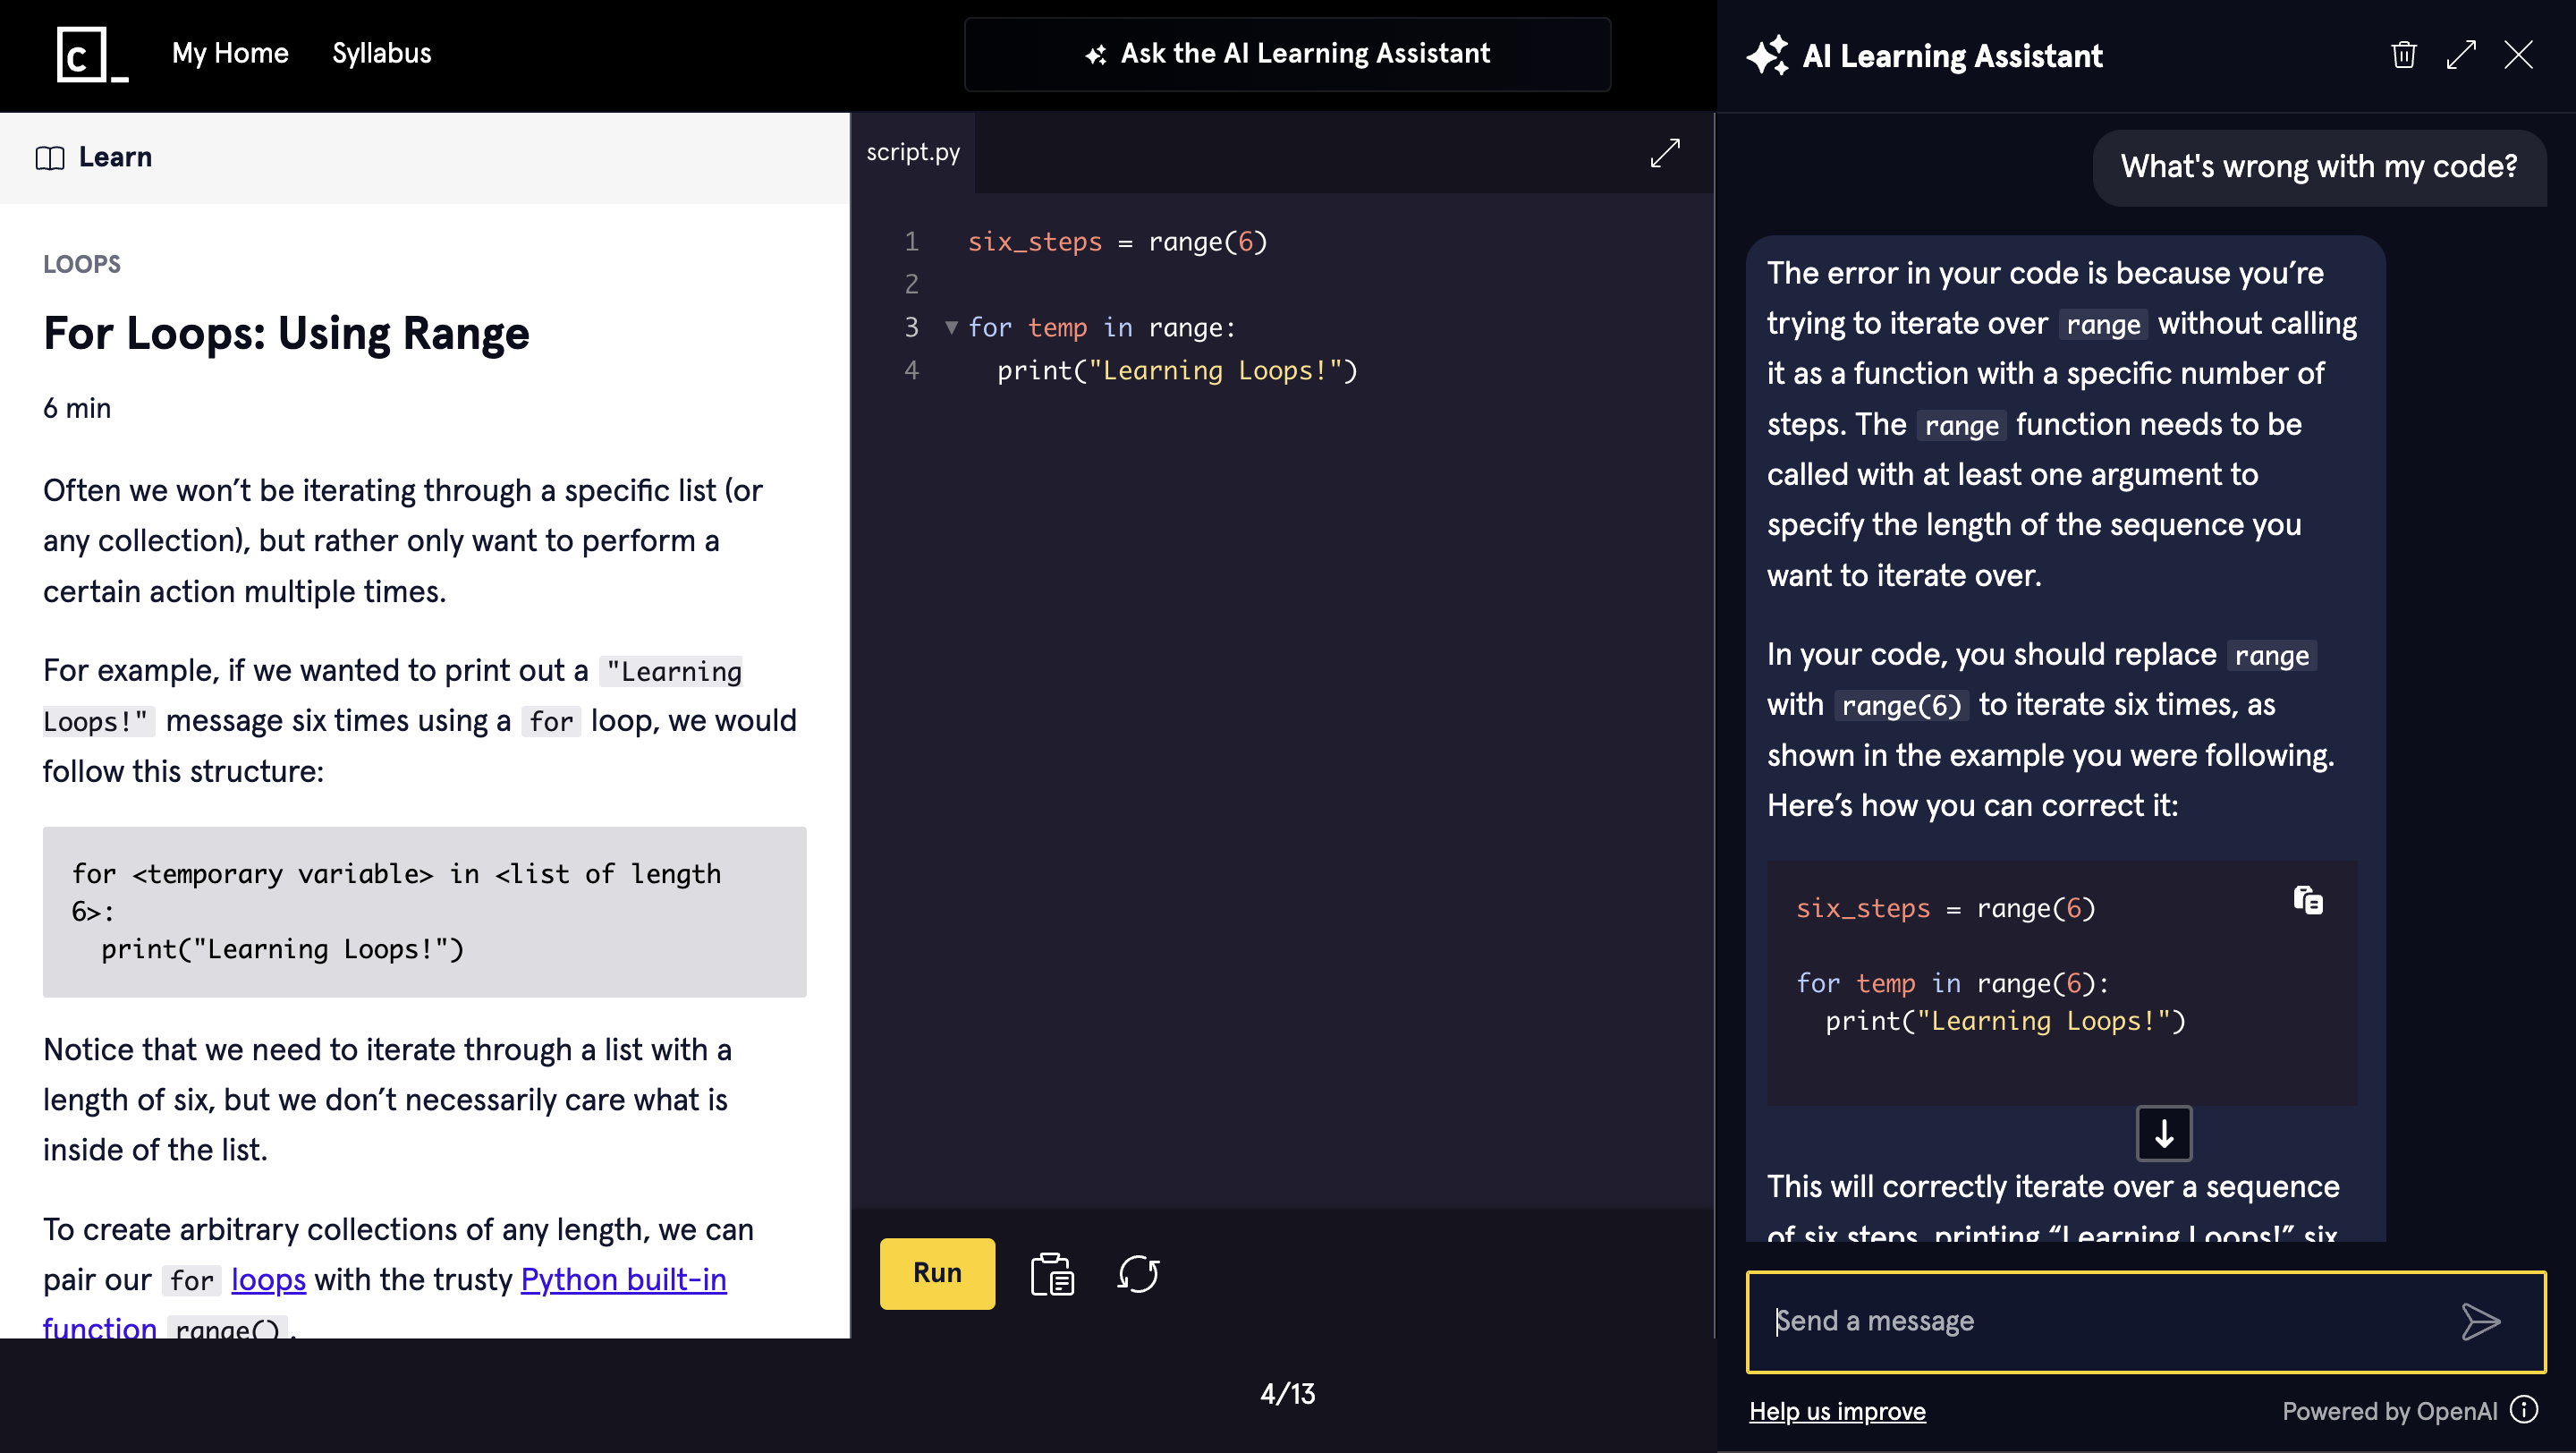 c_
My Home
Syllabus
Ask the AI Learning Assistant
AI Learning Assistant
Learn
LOOPS
For Loops: Using Range
6 min
Often we won’t be iterating through a specific list (or
any collection), but rather only want to perform a
certain action multiple times.
For example, if we wanted to print out a "Learning
Loops!" message six times using a for loop, we would
follow this structure:
for <temporary variable> in <list of length
6>:
  print("Learning Loops!")
Notice that we need to iterate through a list with a
length of six, but we don’t necessarily care what is
inside of the list.
To create arbitrary collections of any length, we can
pair our for loops with the trusty Python built-in
function range().
script.py
1 six_steps = range(6)
2
3 for temp in range:
4   print("Learning Loops!")
Run
4/13
What's wrong with my code?
The error in your code is because you’re
trying to iterate over range without calling
it as a function with a specific number of
steps. The range function needs to be
called with at least one argument to
specify the length of the sequence you
want to iterate over.
In your code, you should replace range
with range(6) to iterate six times, as
shown in the example you were following.
Here’s how you can correct it:
six_steps = range(6)
for temp in range(6):
  print("Learning Loops!")
This will correctly iterate over a sequence
of six steps, printing “Learning Loops!” six
Send a message
Help us improve
Powered by OpenAI